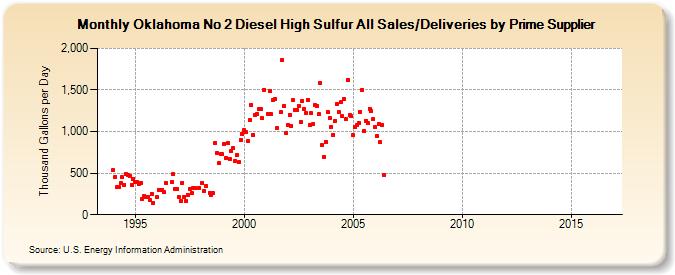 Monthly Oklahoma No 2 Diesel High Sulfur All Sales/Deliveries by Prime Supplier
Thousand Gallons per Day
2,000
1,500
1,000
500
0
1995 2000 2005 2010 2015
Source: U.S. Energy Information Administration